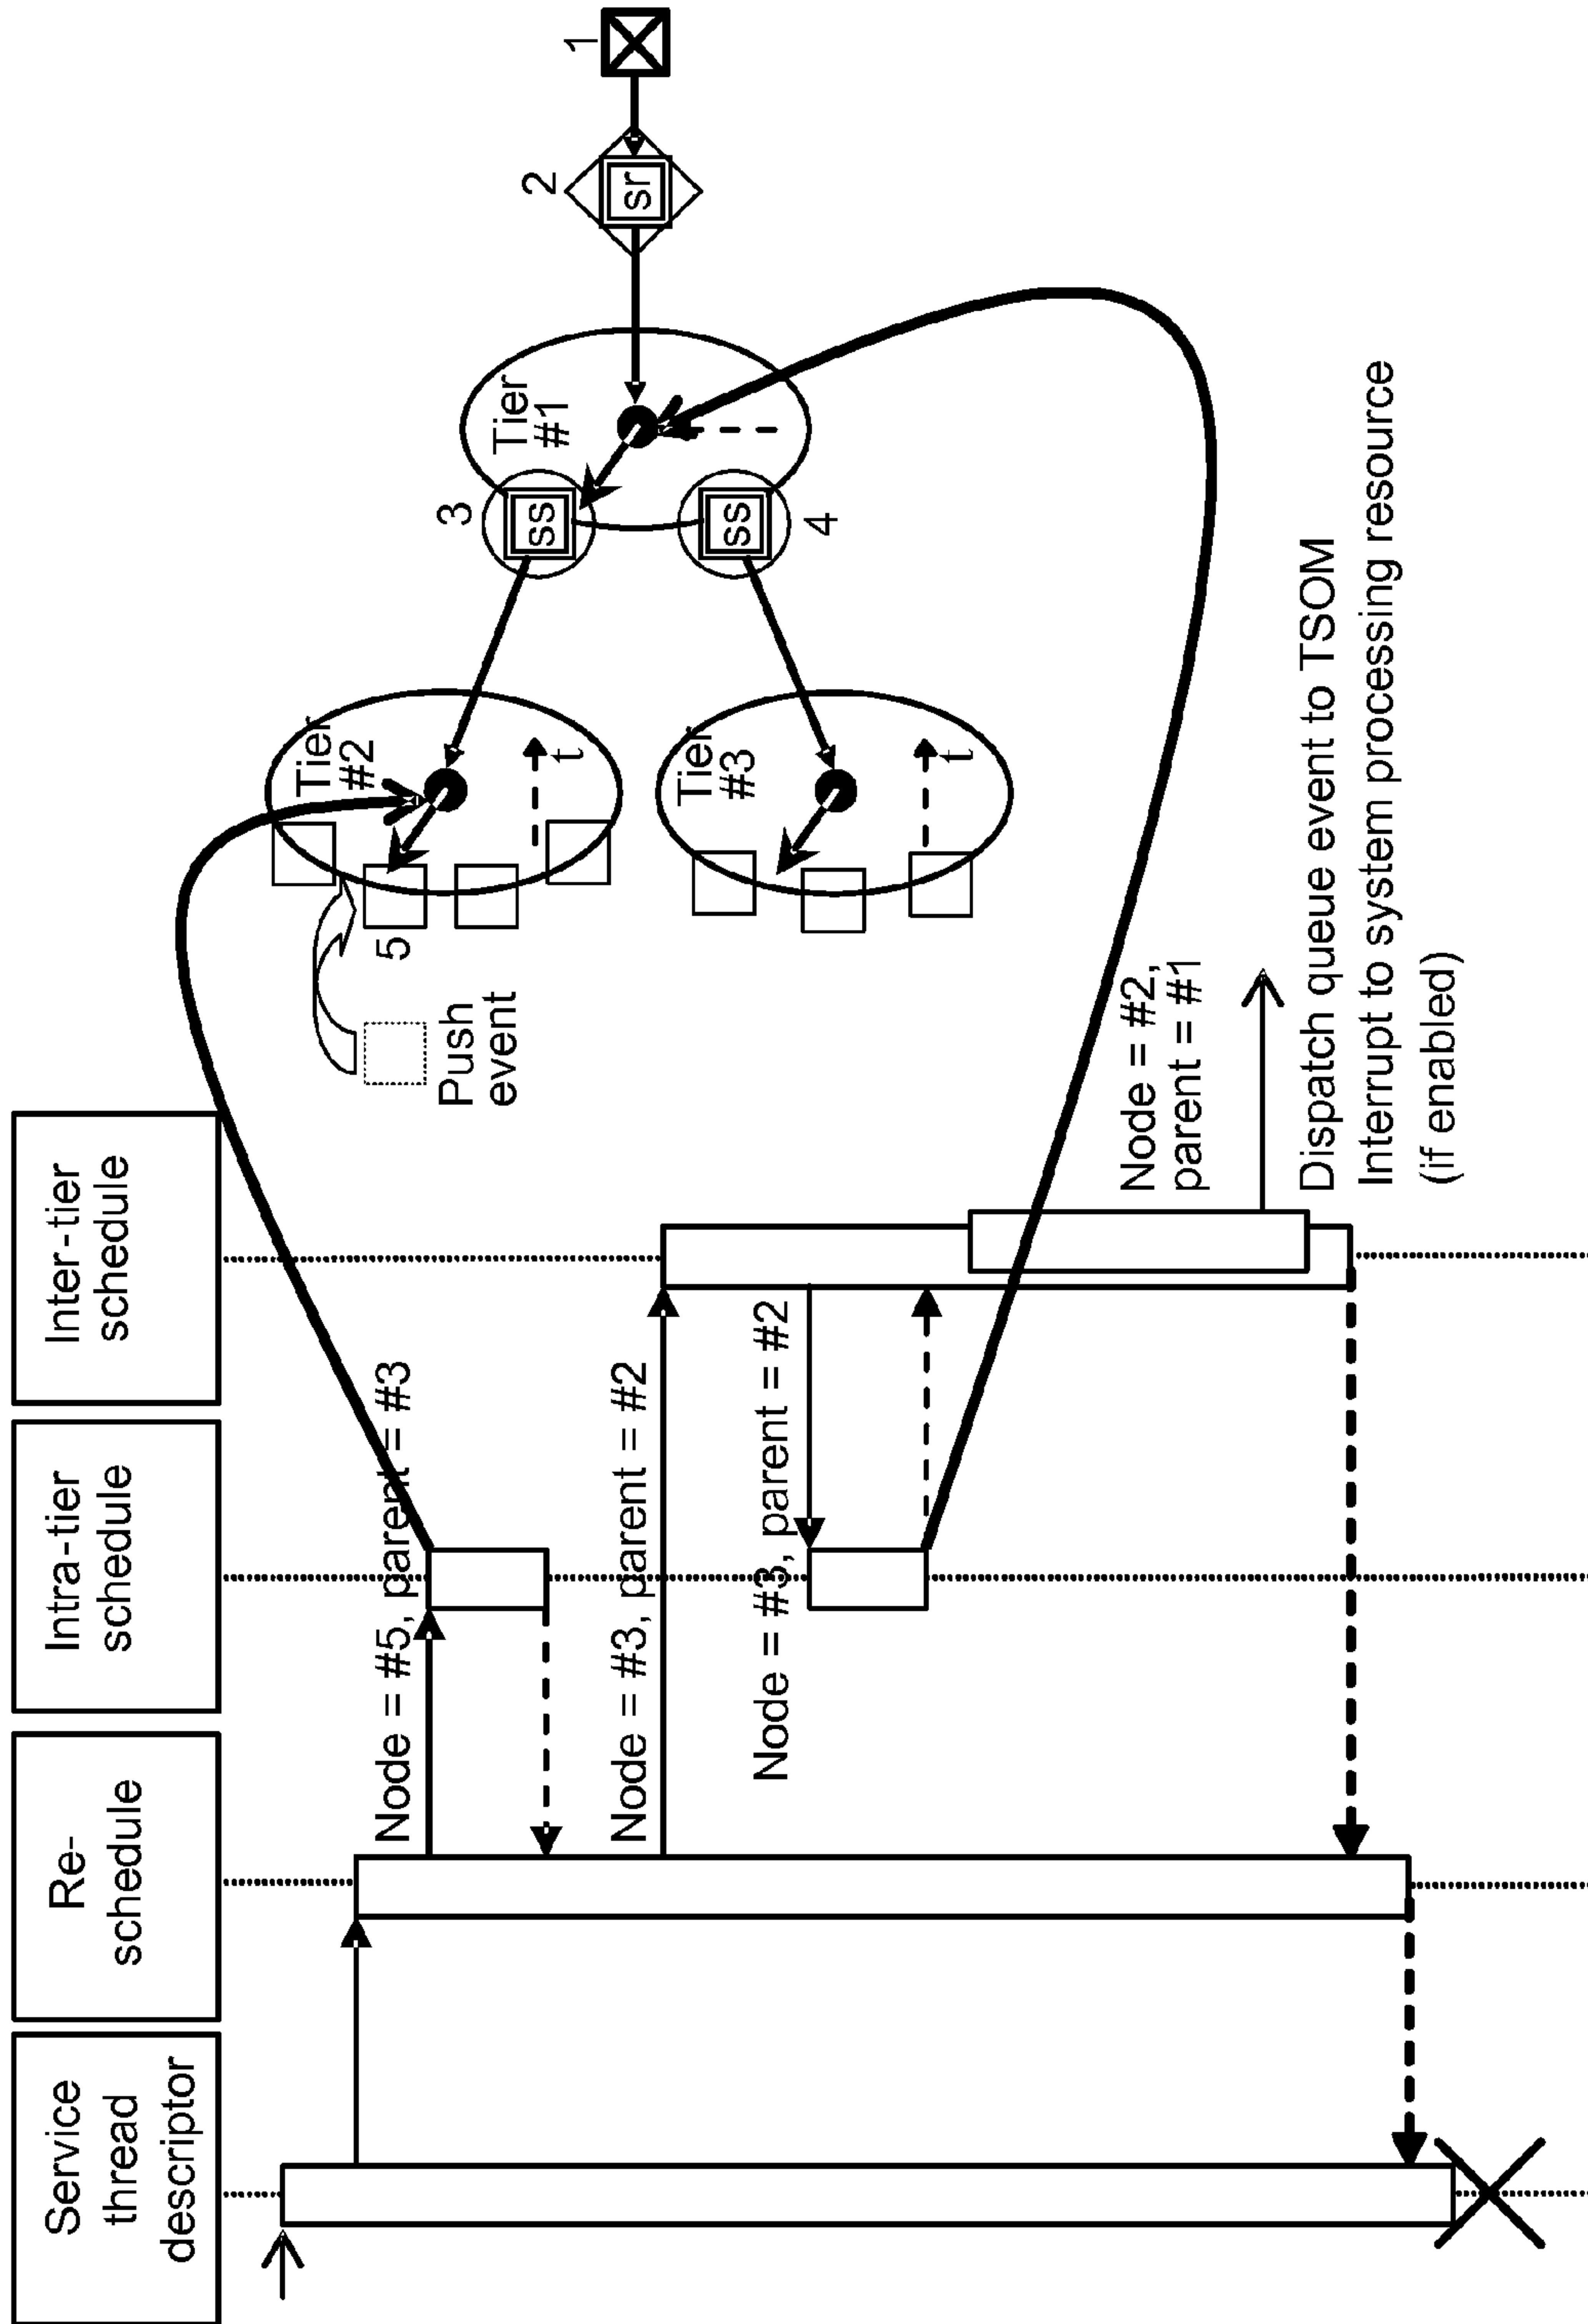 Service
thread
descriptor
Re-
schedule
Intra-tier
schedule
Inter-tier
schedule
Node = #5, parent = #3
Node = #3, parent = #2
Node = #3, parent = #2
Node = #2,
parent = #1
Dispatch queue event to TSOM
Interrupt to system processing resource
(if enabled)
Push
event
5
Tier
#2
t
Tier
#3
t
3
ss
ss
4
Tier
#1
2
sr
1